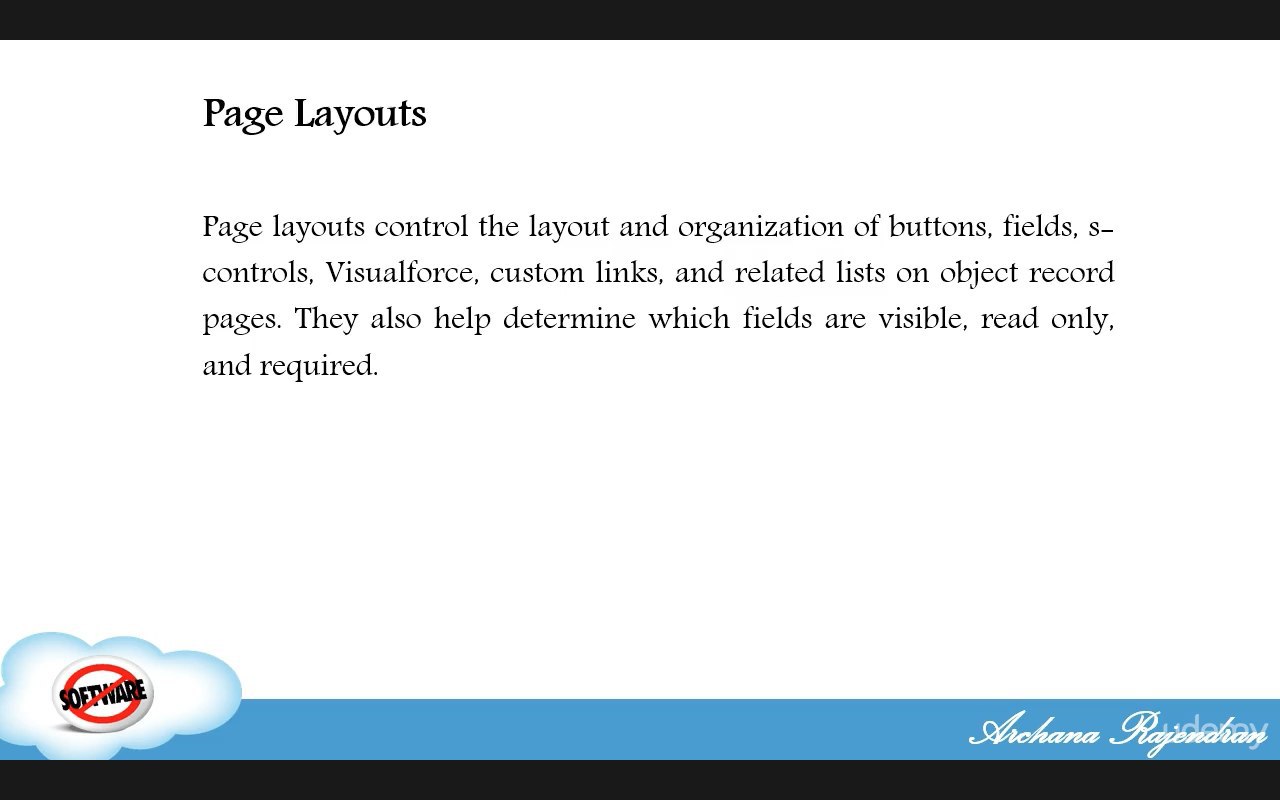 Page Layouts
Page layouts control the layout and organization of buttons, fields, s-
controls, Visualforce, custom links, and related lists on object record
pages. They also help determine which fields are visible, read only,
and required.
SOFTWARE
Archana Rajendran
udemy